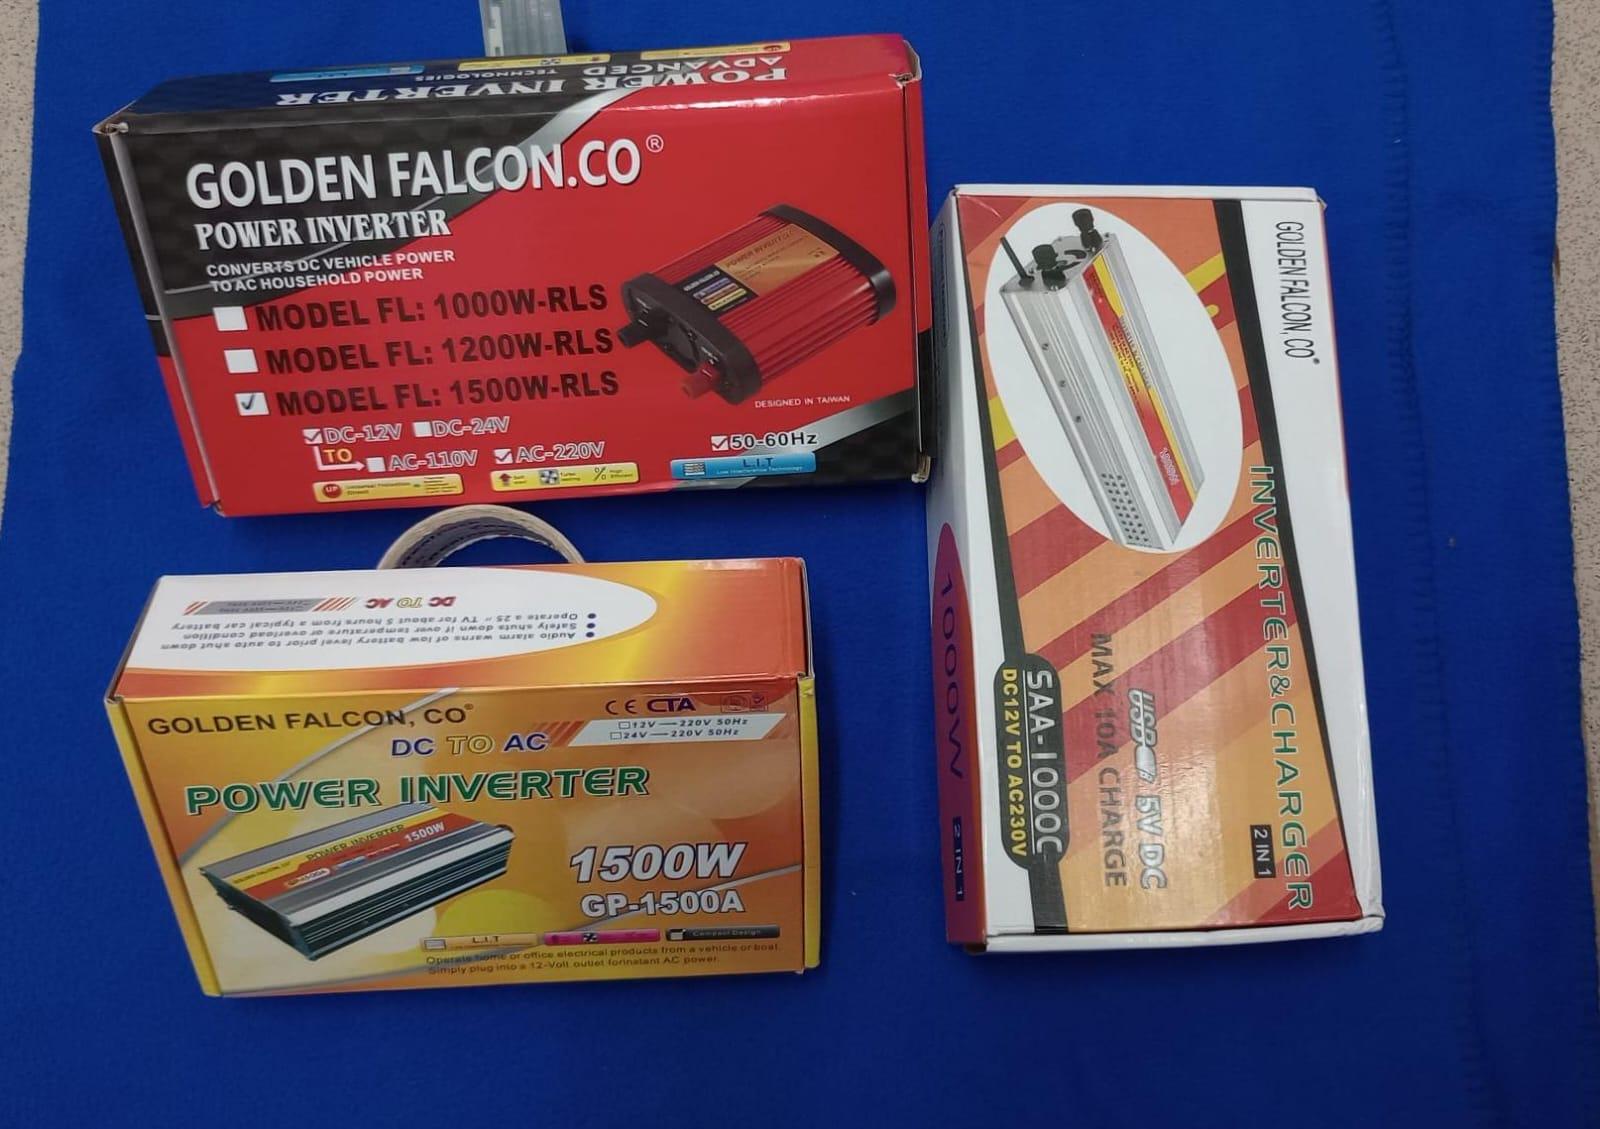 POWER INVERTER
ADVANCED
TECHNOLOGIES
L.I.T
GOLDEN FALCON.CO®
POWER INVERTER
CONVERTS DC VEHICLE POWER
TO AC HOUSEHOLD POWER
MODEL FL: 1000W-RLS
MODEL FL: 1200W-RLS
MODEL FL: 1500W-RLS
DC-12V DC-24V
TO
AC-110V AC-220V
50-60Hz
DESIGNED IN TAIWAN
UP
L.I.T
Low Interference Technology
POWER INVERTER
DC TO AC
Operate a 25" TV for about 5 hours from a typical car battery
Safely shuts down if over temperature or overload condition
Audio alarm warns of low battery level prior to auto shut down
GOLDEN FALCON, CO®
CE CTA
12V — 220V 50Hz
24V — 220V 50Hz
DC TO AC
POWER INVERTER
POWER INVERTER
1500W
1500W
GP-1500A
L.I.T
Compact Design
Operate home or office electrical products from a vehicle or boat.
Simply plug into a 12-Volt outlet forinstant AC power.
GOLDEN FALCON, CO®
INVERTER&CHARGER
2 IN 1
USB 5V DC
MAX 10A CHARGE
SAA-1000C
DC12V TO AC230V
1000W
2 IN 1